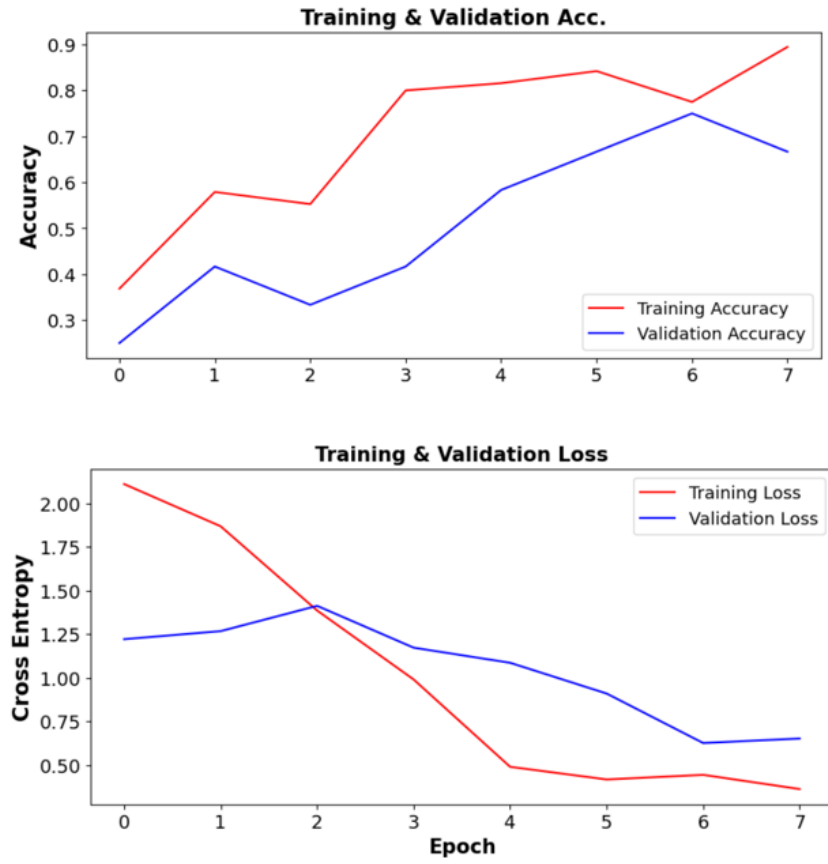 Training & Validation Acc.
0.9
0.8
0.7
0.6
0.5
0.4
0.3
Accuracy
Training Accuracy
Validation Accuracy
0 1 2 3 4 5 6 7
Training & Validation Loss
2.00
1.75
1.50
1.25
1.00
0.75
0.50
Cross Entropy
Training Loss
Validation Loss
0 1 2 3 4 5 6 7
Epoch